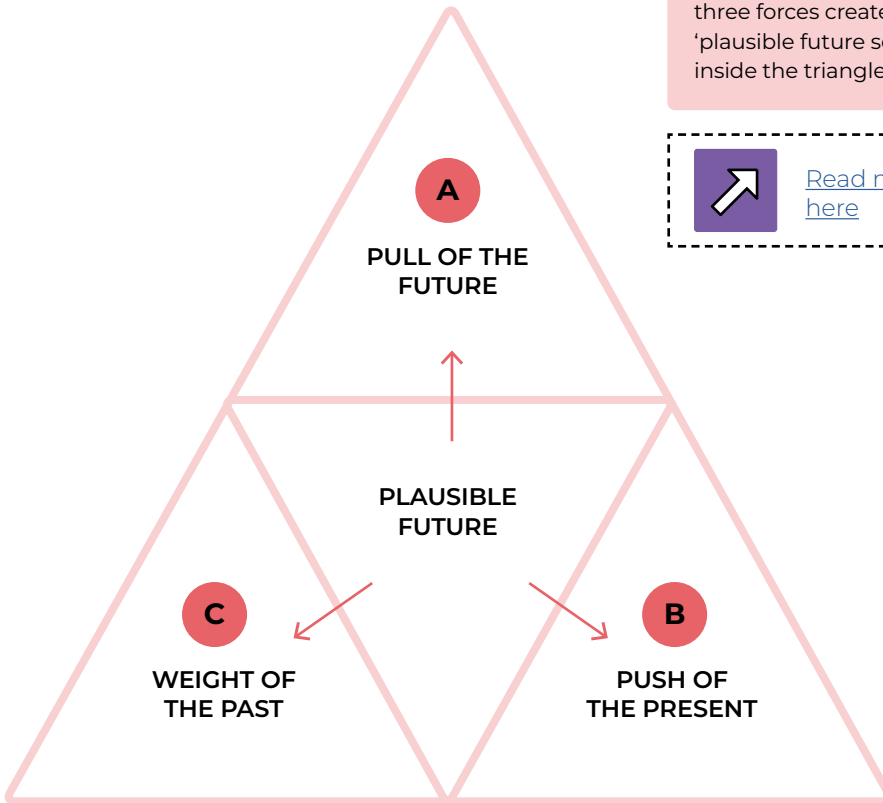 three forces create
‘plausible future
inside the triangle
Read
here
A
PULL OF THE
FUTURE
PLAUSIBLE
FUTURE
C
WEIGHT OF
THE PAST
B
PUSH OF
THE PRESENT